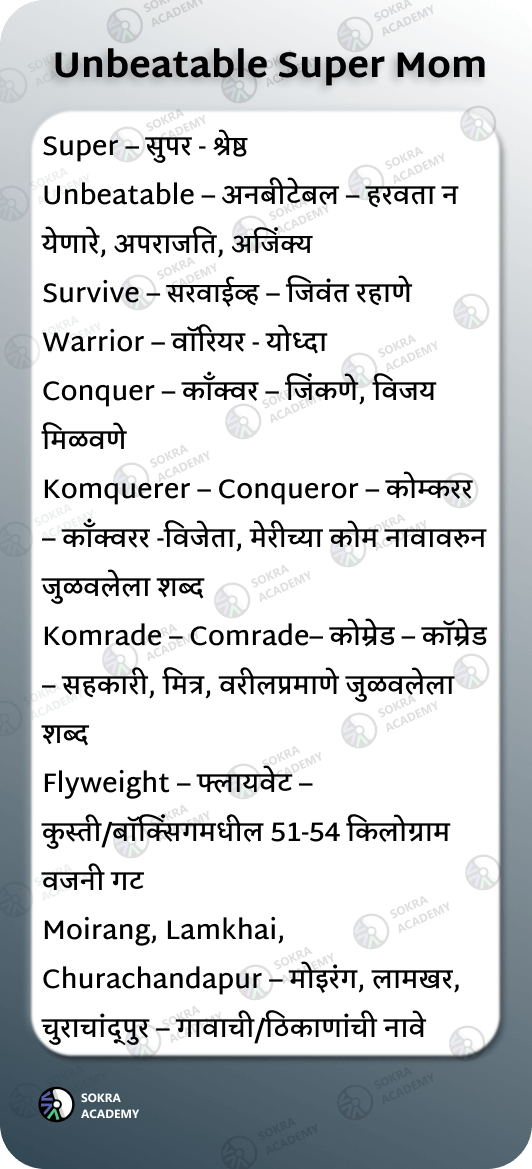 Unbeatable Super Mom
Super – सुपर - श्रेष्ठ
Unbeatable – अनबीटेबल – हरवता न
येणारे, अपराजति, अजिंक्य
Survive – सरवाईव्ह – जिवंत रहाणे
Warrior – वॉरियर - योध्दा
Conquer – काँक्वर – जिंकणे, विजय
मिळवणे
Komquerer – Conqueror – कोम्करर
– काँक्वरर -विजेता, मेरीच्या कोम नावावरुन
जुळवलेला शब्द
Komrade – Comrade– कोम्रेड – कॉम्रेड
– सहकारी, मित्र, वरीलप्रमाणे जुळवलेला
शब्द
Flyweight – फ्लायवेट –
कुस्ती/बॉक्सिंगमधील 51-54 किलोग्राम
वजनी गट
Moirang, Lamkhai,
Churachandapur – मोइरंग, लामखर,
चुराचांद्पुर – गावाची/ठिकाणांची नावे
SOKRA
ACADEMY